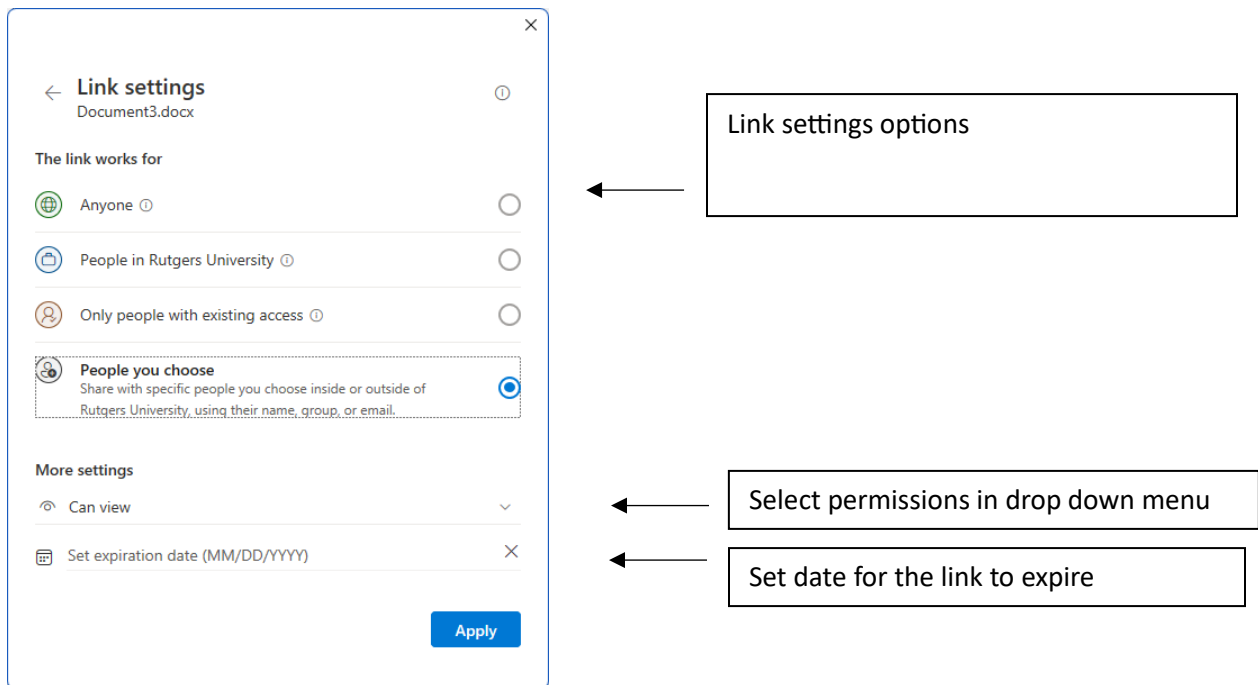 Link settings
Document3.docx
Link settings options
The link works for
Anyone
People in Rutgers University
Only people with existing access
People you choose
Share with specific people you choose inside or outside of
Rutgers University, using their name, group, or email.
More settings
Can view
Select permissions in drop down menu
Set expiration date (MM/DD/YYYY)
Set date for the link to expire
Apply